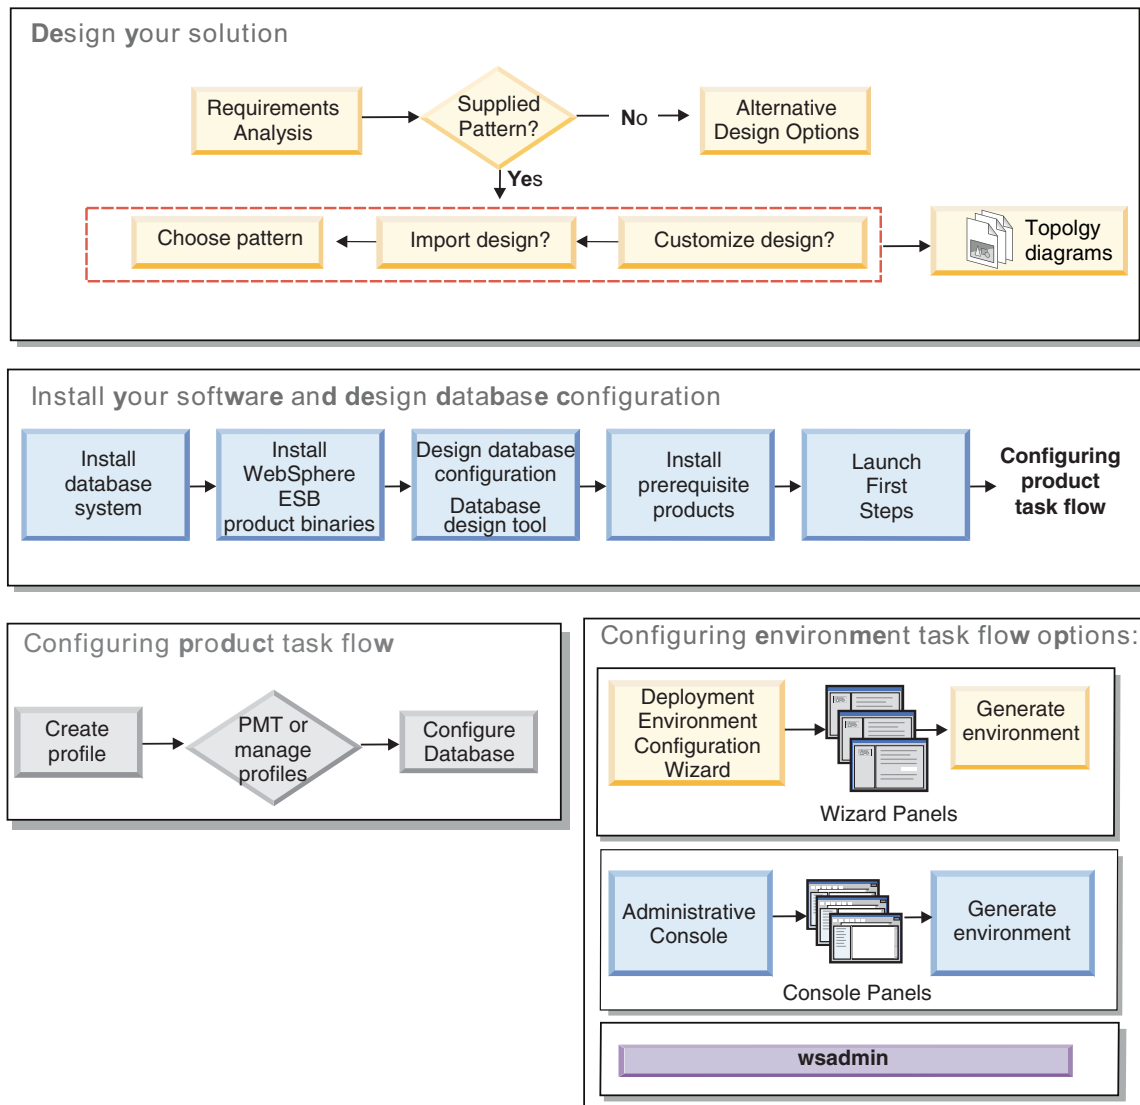 Design your solution
Requirements
Analysis
Supplied
Pattern?
No
Alternative
Design Options
Yes
Choose pattern
Import design?
Customize design?
Topolgy
diagrams
Install your software and design database configuration
Install
database
system
Install
WebSphere
ESB
product binaries
Design database
configuration
Database
design tool
Install
prerequisite
products
Launch
First
Steps
Configuring
product
task flow
Configuring product task flow
Create
profile
PMT or
manage
profiles
Configure
Database
Configuring environment task flow options:
Deployment
Environment
Configuration
Wizard
Wizard Panels
Generate
environment
Administrative
Console
Console Panels
Generate
environment
wsadmin